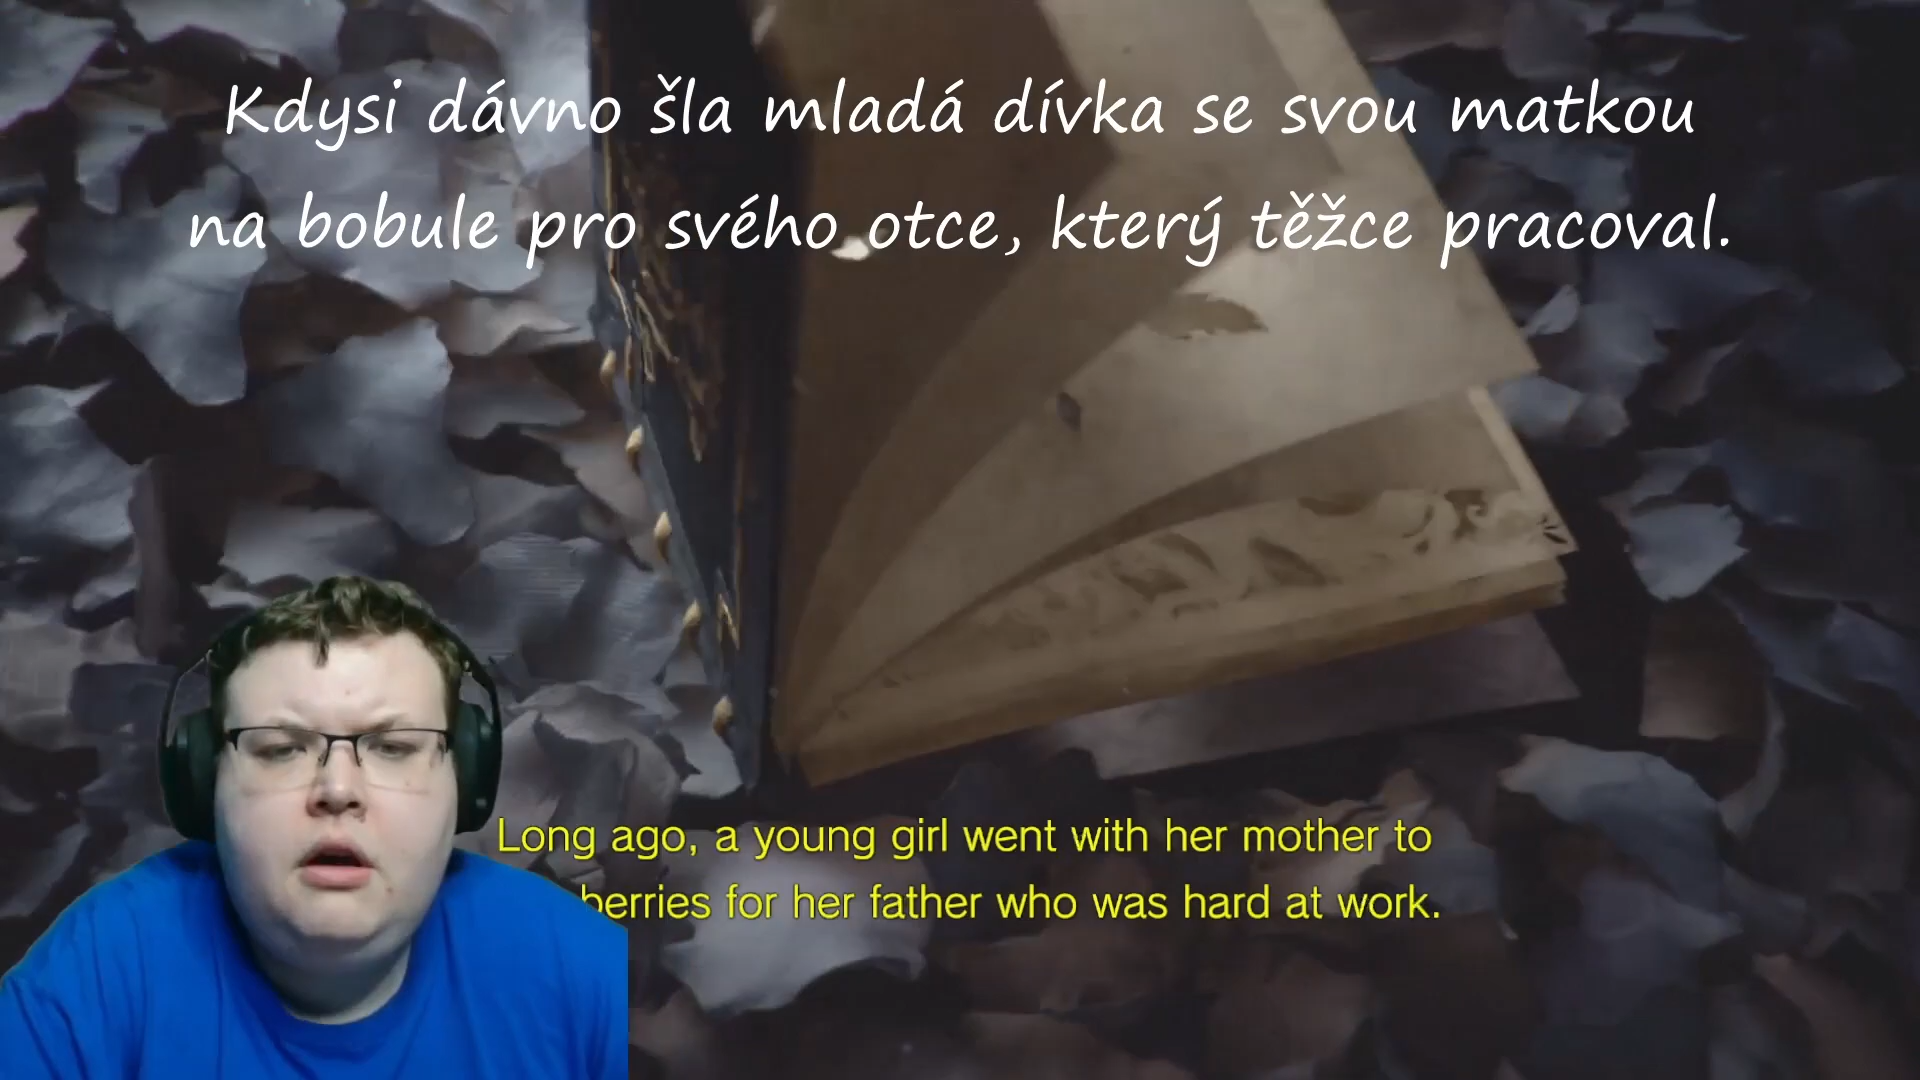 Kdysi dávno šla mladá dívka se svou matkou
na bobule pro svého otce, který těžce pracoval.
Long ago, a young girl went with her mother to
berries for her father who was hard at work.